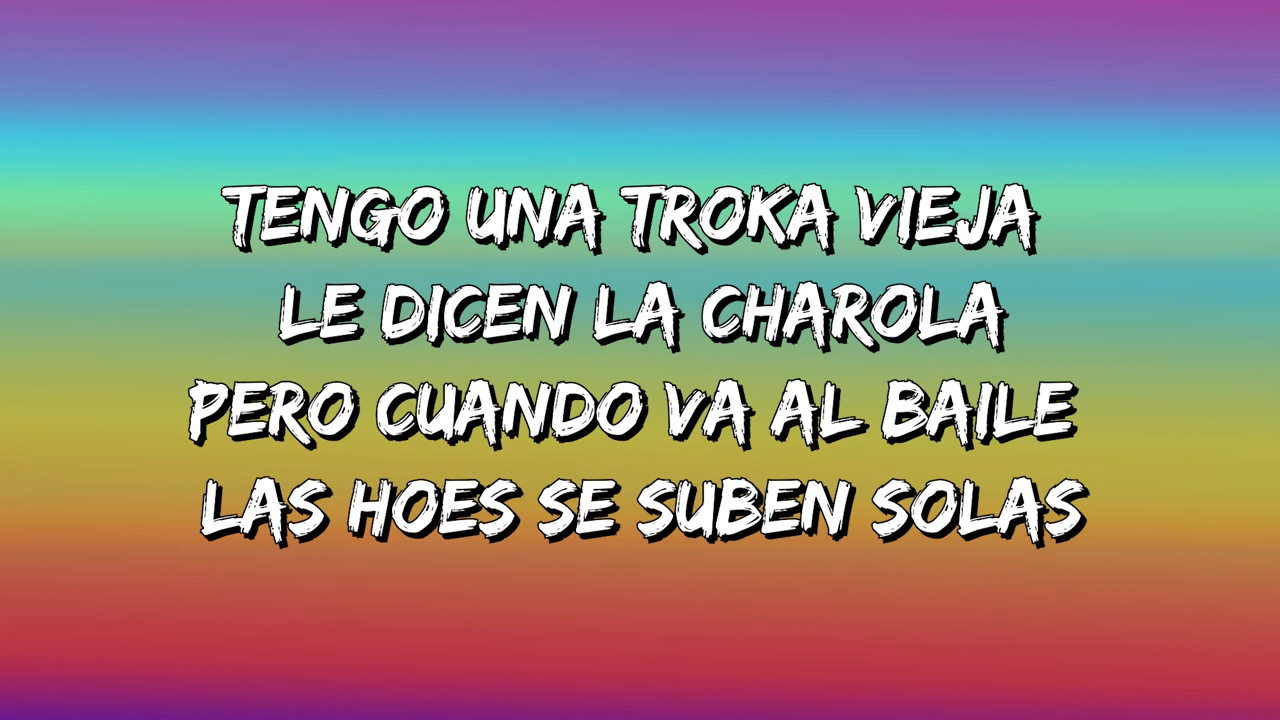 TENGO UNA TROKA VIEJA
LE DICEN LA CHAROLA
PERO CUANDO VA AL BAILE
LAS HOES SE SUBEN SOLAS